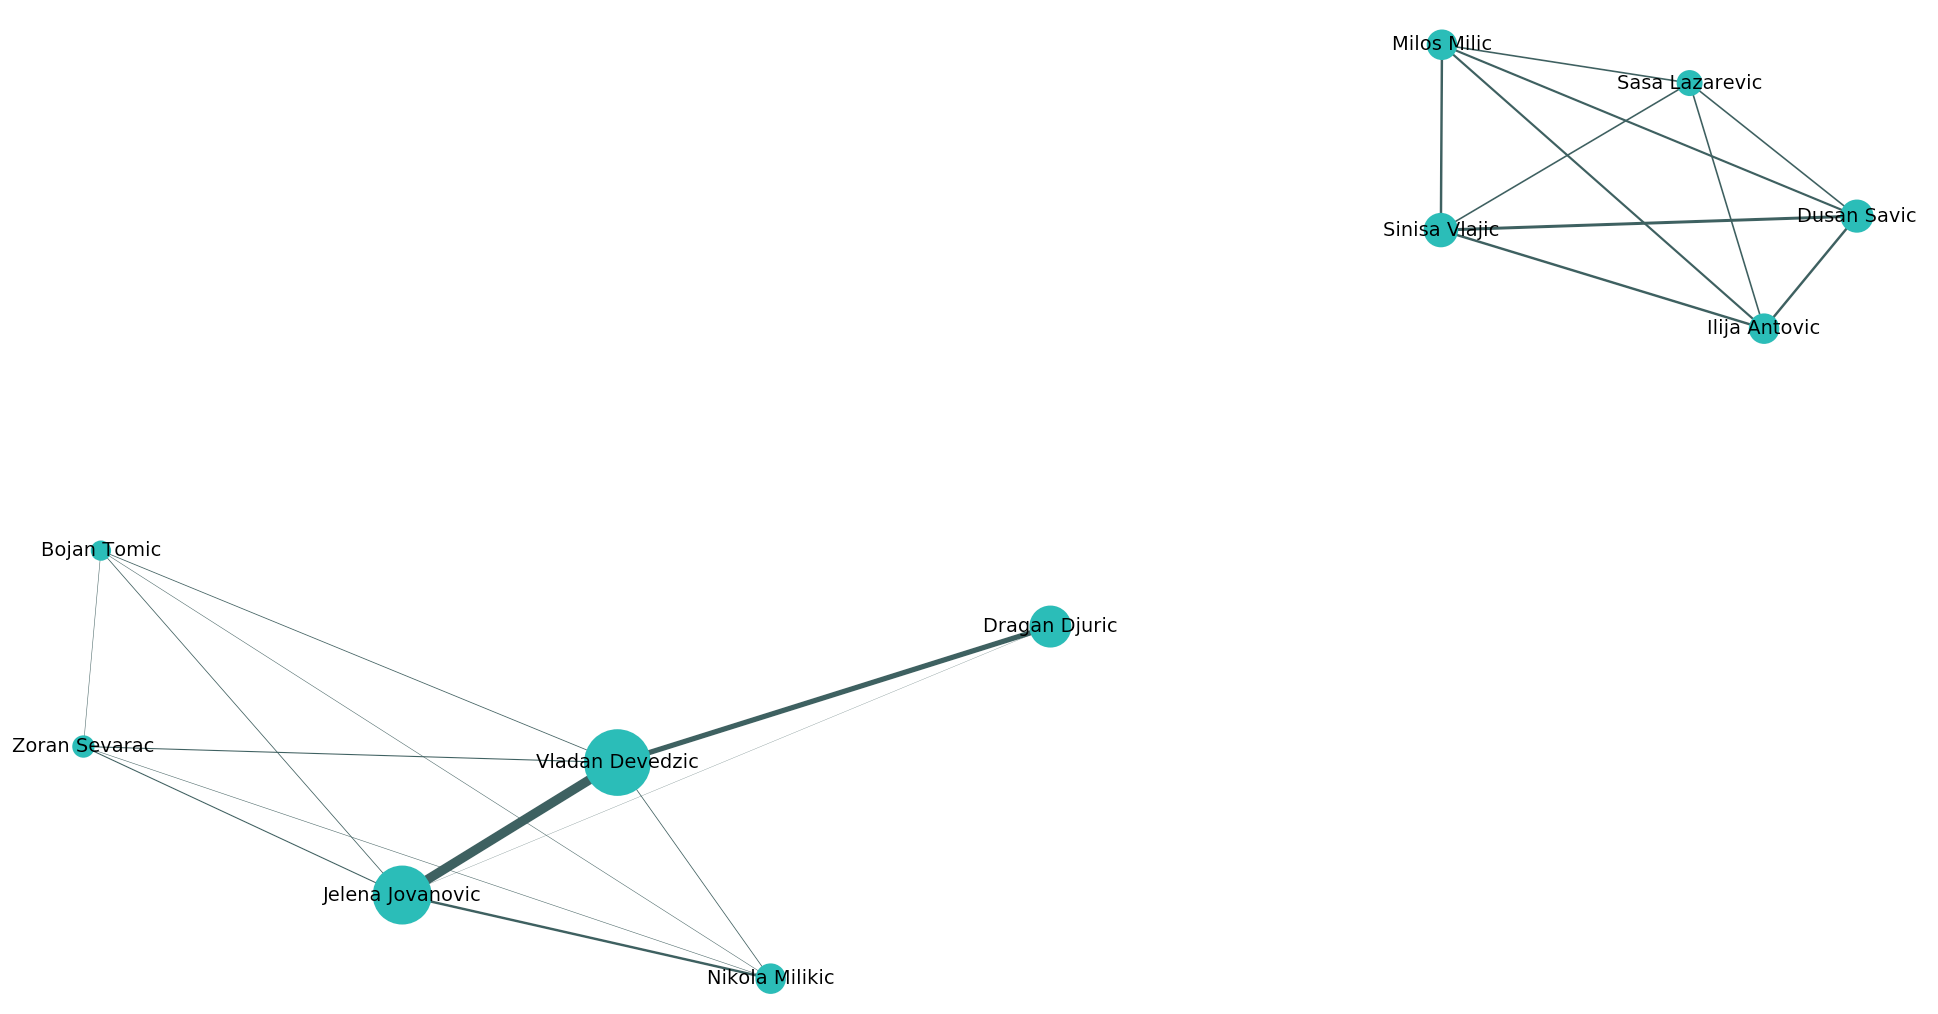 Milos Milic
Sasa Lazarevic
Dusan Savic
Sinisa Vlajic
Ilija Antovic
Bojan Tomic
Dragan Djuric
Zoran Sevarac
Vladan Devedzic
Jelena Jovanovic
Nikola Milikic